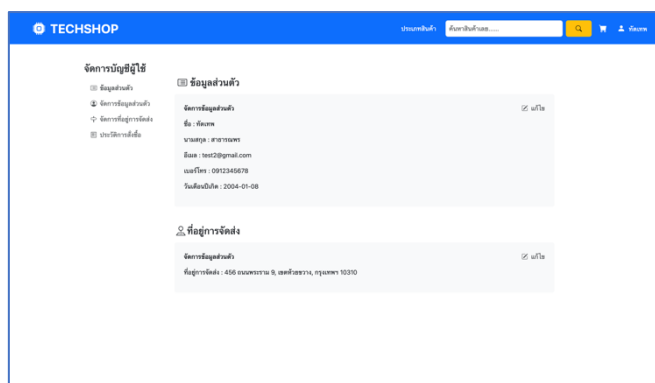 TECHSHOP
ประเภทสินค้า
ค้นหาสินค้าเลย......
ทัดเทพ
จัดการบัญชีผู้ใช้
ข้อมูลส่วนตัว
จัดการข้อมูลส่วนตัว
จัดการที่อยู่การจัดส่ง
ประวัติการสั่งซื้อ
ข้อมูลส่วนตัว
จัดการข้อมูลส่วนตัว
แก้ไข
ชื่อ : ทัดเทพ
นามสกุล :
อีเมล : test2@gmail.com
เบอร์โทร : 0912345678
วันเดือนปีเกิด : 2004-01-08
ที่อยู่การจัดส่ง
จัดการข้อมูลส่วนตัว
แก้ไข
ที่อยู่การจัดส่ง : 456 ถนนพระราม 9, เขตห้วยขวาง, กรุงเทพฯ 10310